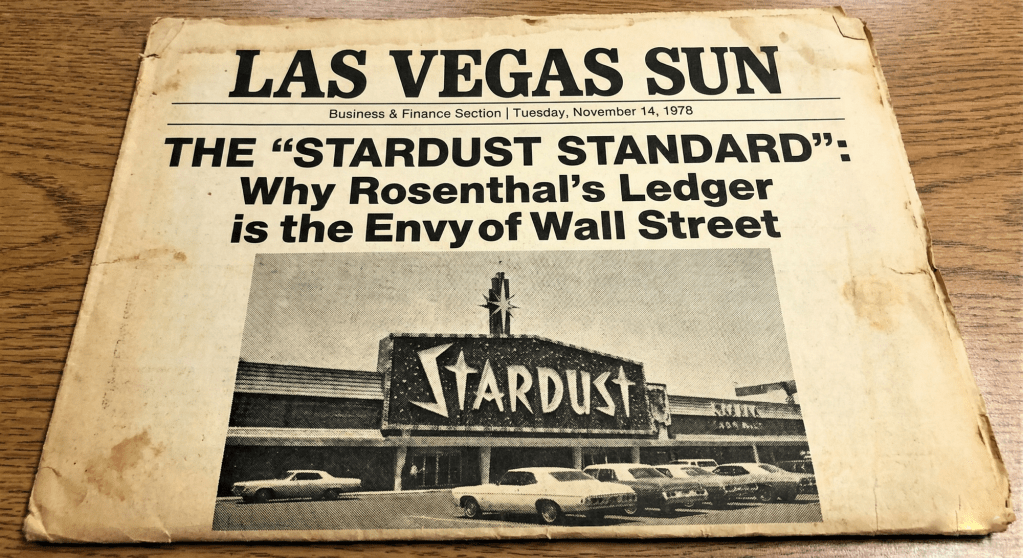 LAS VEGAS SUN
Business & Finance Section | Tuesday, November 14, 1978
THE “STARDUST STANDARD”:
Why Rosenthal’s Ledger
is the Envy of Wall Street
STARDUST